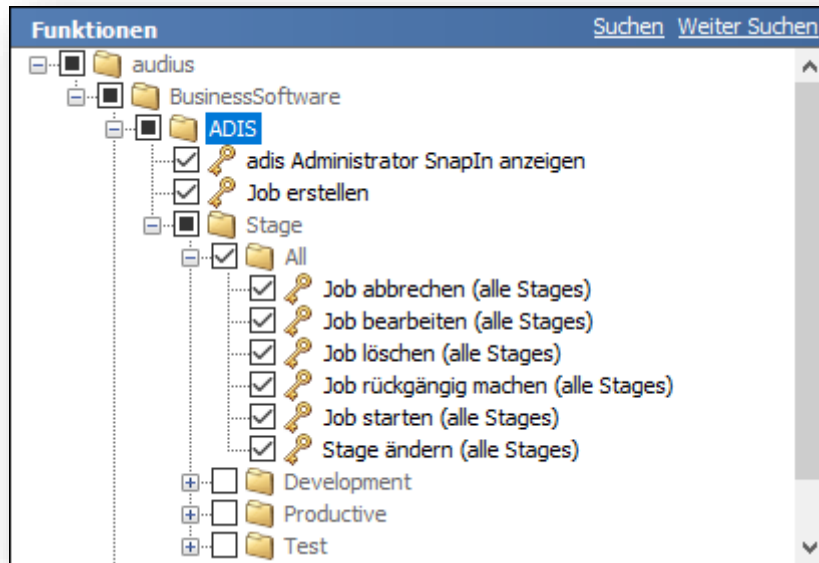 Funktionen Suchen Weiter Suchen
audius
BusinessSoftware
ADIS
adis Administrator SnapIn anzeigen
Job erstellen
Stage
All
Job abbrechen (alle Stages)
Job bearbeiten (alle Stages)
Job löschen (alle Stages)
Job rückgängig machen (alle Stages)
Job starten (alle Stages)
Stage ändern (alle Stages)
Development
Productive
Test